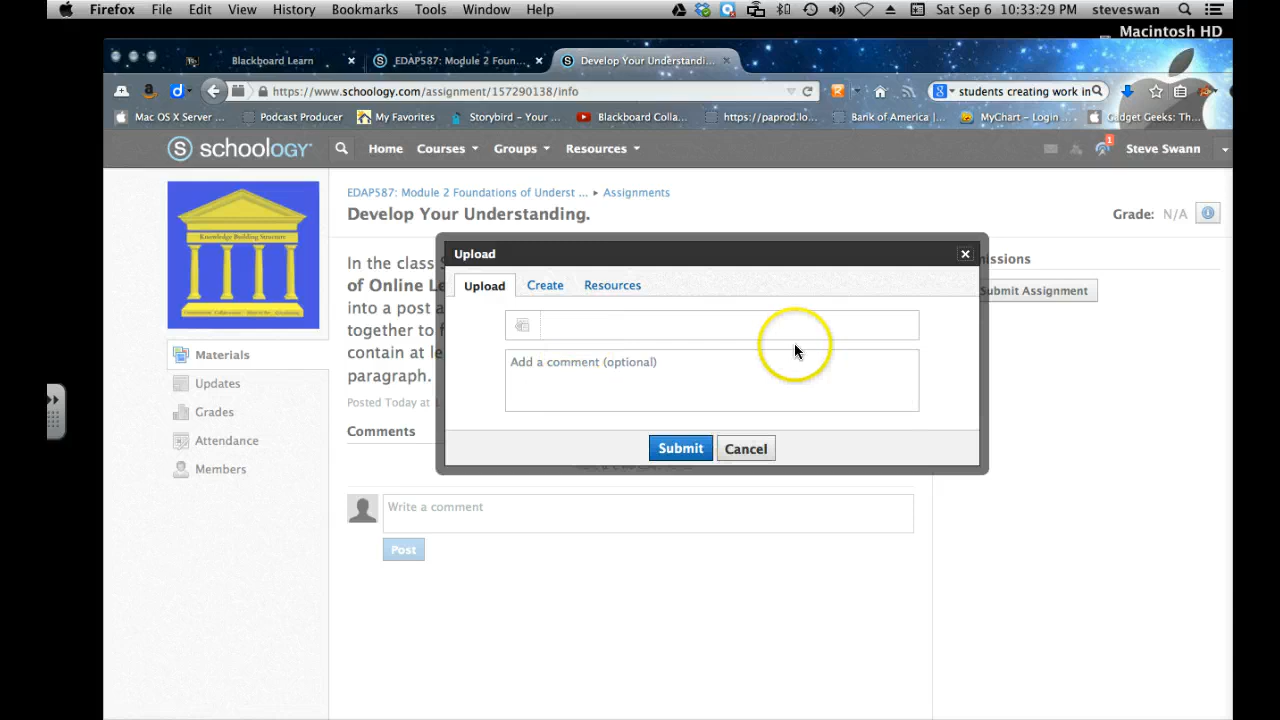 Firefox File Edit View History Bookmarks Tools Window Help Sat Sep 6 10:33:29 PM steveswan
Macintosh HD
Blackboard Learn × EDAP587: Module 2 Foun... × Develop Your Understandi... ×
https://www.schoology.com/assignment/157290138/info students creating work in
Mac OS X Server ... Podcast Producer My Favorites Storybird - Your ... Blackboard Colla... https://paprod.lo... Bank of America |... MyChart - Login ... Gadget Geeks: Th...
schoology Home Courses Groups Resources 1 Steve Swann
EDAP587: Module 2 Foundations of Underst ... ▸ Assignments
Develop Your Understanding.
Grade: N/A
Knowledge Building Structure
In the class
of Online Le
into a post a
together to f
contain at le
paragraph.
Posted Today at
Comments
Upload
Upload Create Resources
Add a comment (optional)
Submit Cancel
missions
Submit Assignment
Materials
Updates
Grades
Attendance
Members
Write a comment
Post